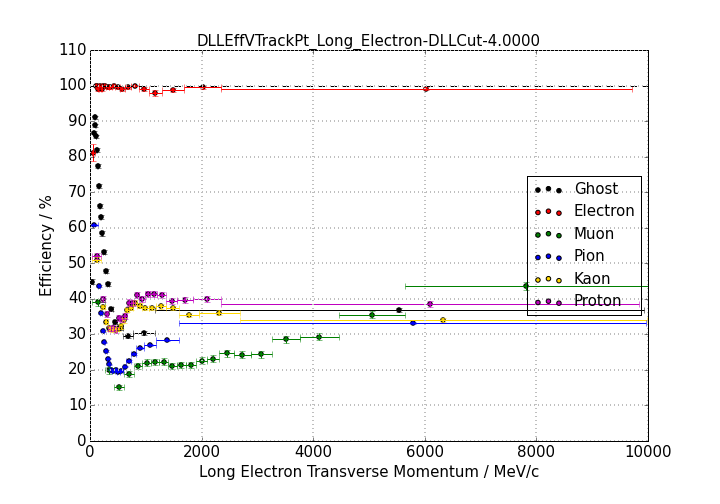 DLLEffVTrackPt_Long_Electron-DLLCut-4.0000
110
100
90
80
70
60
50
40
30
20
10
0
Efficiency / %
Ghost
Electron
Muon
Pion
Kaon
Proton
0 2000 4000 6000 8000 10000
Long Electron Transverse Momentum / MeV/c